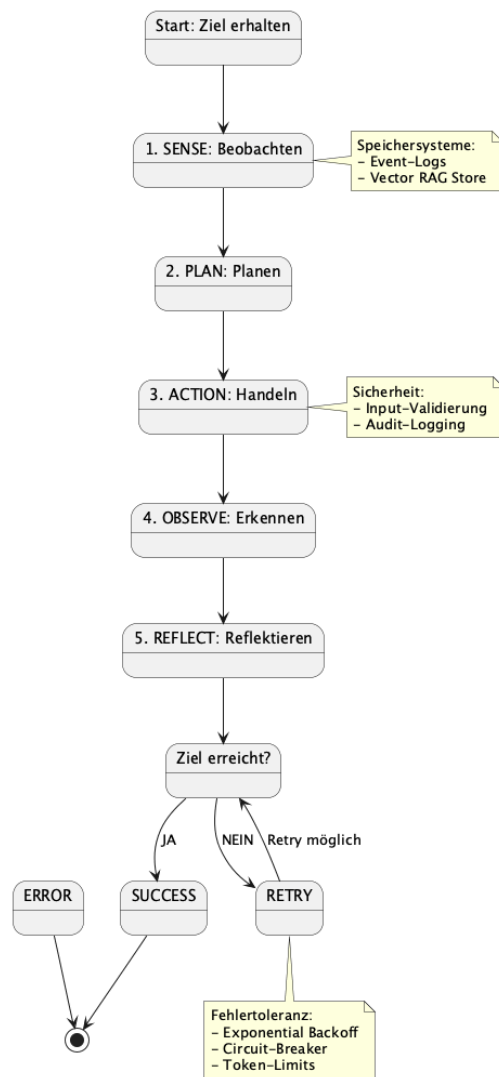 Start: Ziel erhalten
1. SENSE: Beobachten
Speichersysteme:
- Event-Logs
- Vector RAG Store
2. PLAN: Planen
3. ACTION: Handeln
Sicherheit:
- Input-Validierung
- Audit-Logging
4. OBSERVE: Erkennen
5. REFLECT: Reflektieren
Ziel erreicht?
JA
NEIN
Retry möglich
ERROR
SUCCESS
RETRY
Fehlertoleranz:
- Exponential Backoff
- Circuit-Breaker
- Token-Limits